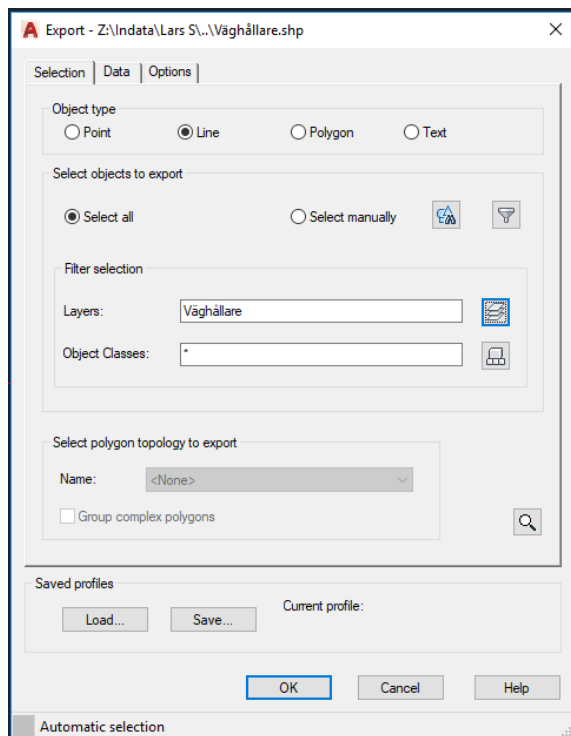 Export - Z:\Indata\Lars S\..\Väghållare.shp
Selection Data Options
Object type
Point Line Polygon Text
Select objects to export
Select all Select manually
Filter selection
Layers: Väghållare
Object Classes: *
Select polygon topology to export
Name: <None>
Group complex polygons
Saved profiles
Load... Save... Current profile:
OK Cancel Help
Automatic selection